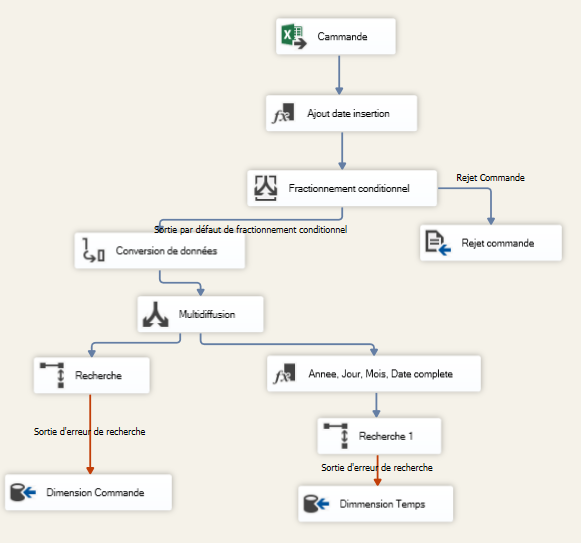 Cammande
Ajout date insertion
Fractionnement conditionnel
Rejet Commande
Sortie par défaut de fractionnement conditionnel
Rejet commande
Conversion de données
Multidiffusion
Recherche
Annee, Jour, Mois, Date complete
Sortie d'erreur de recherche
Recherche 1
Sortie d'erreur de recherche
Dimension Commande
Dimmension Temps